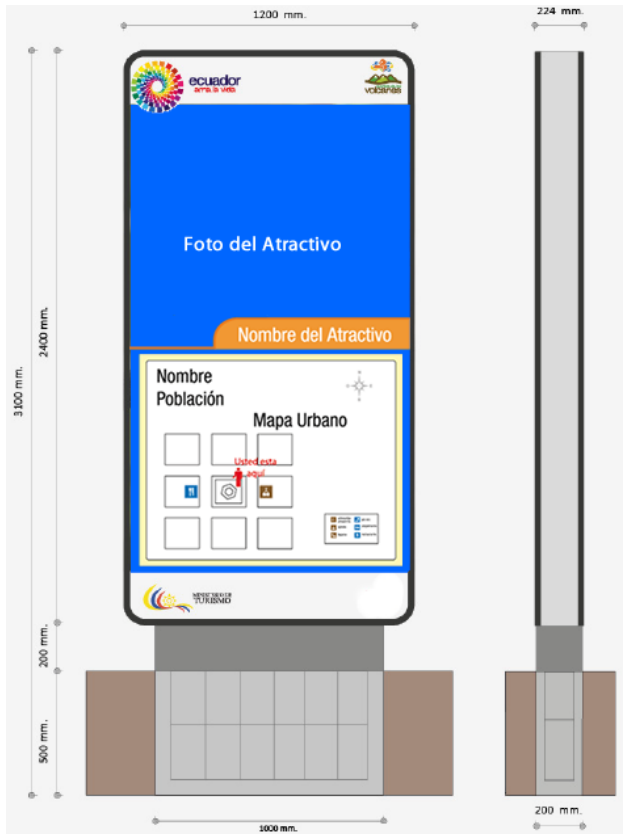 1200 mm.
224 mm.
ecuador
ama la vida
volcanes
Foto del Atractivo
Nombre del Atractivo
2400 mm.
3100 mm.
Nombre
Población
Mapa Urbano
Usted esta
aquí
MINISTERIO DE
TURISMO
200 mm.
500 mm.
1000 mm.
200 mm.